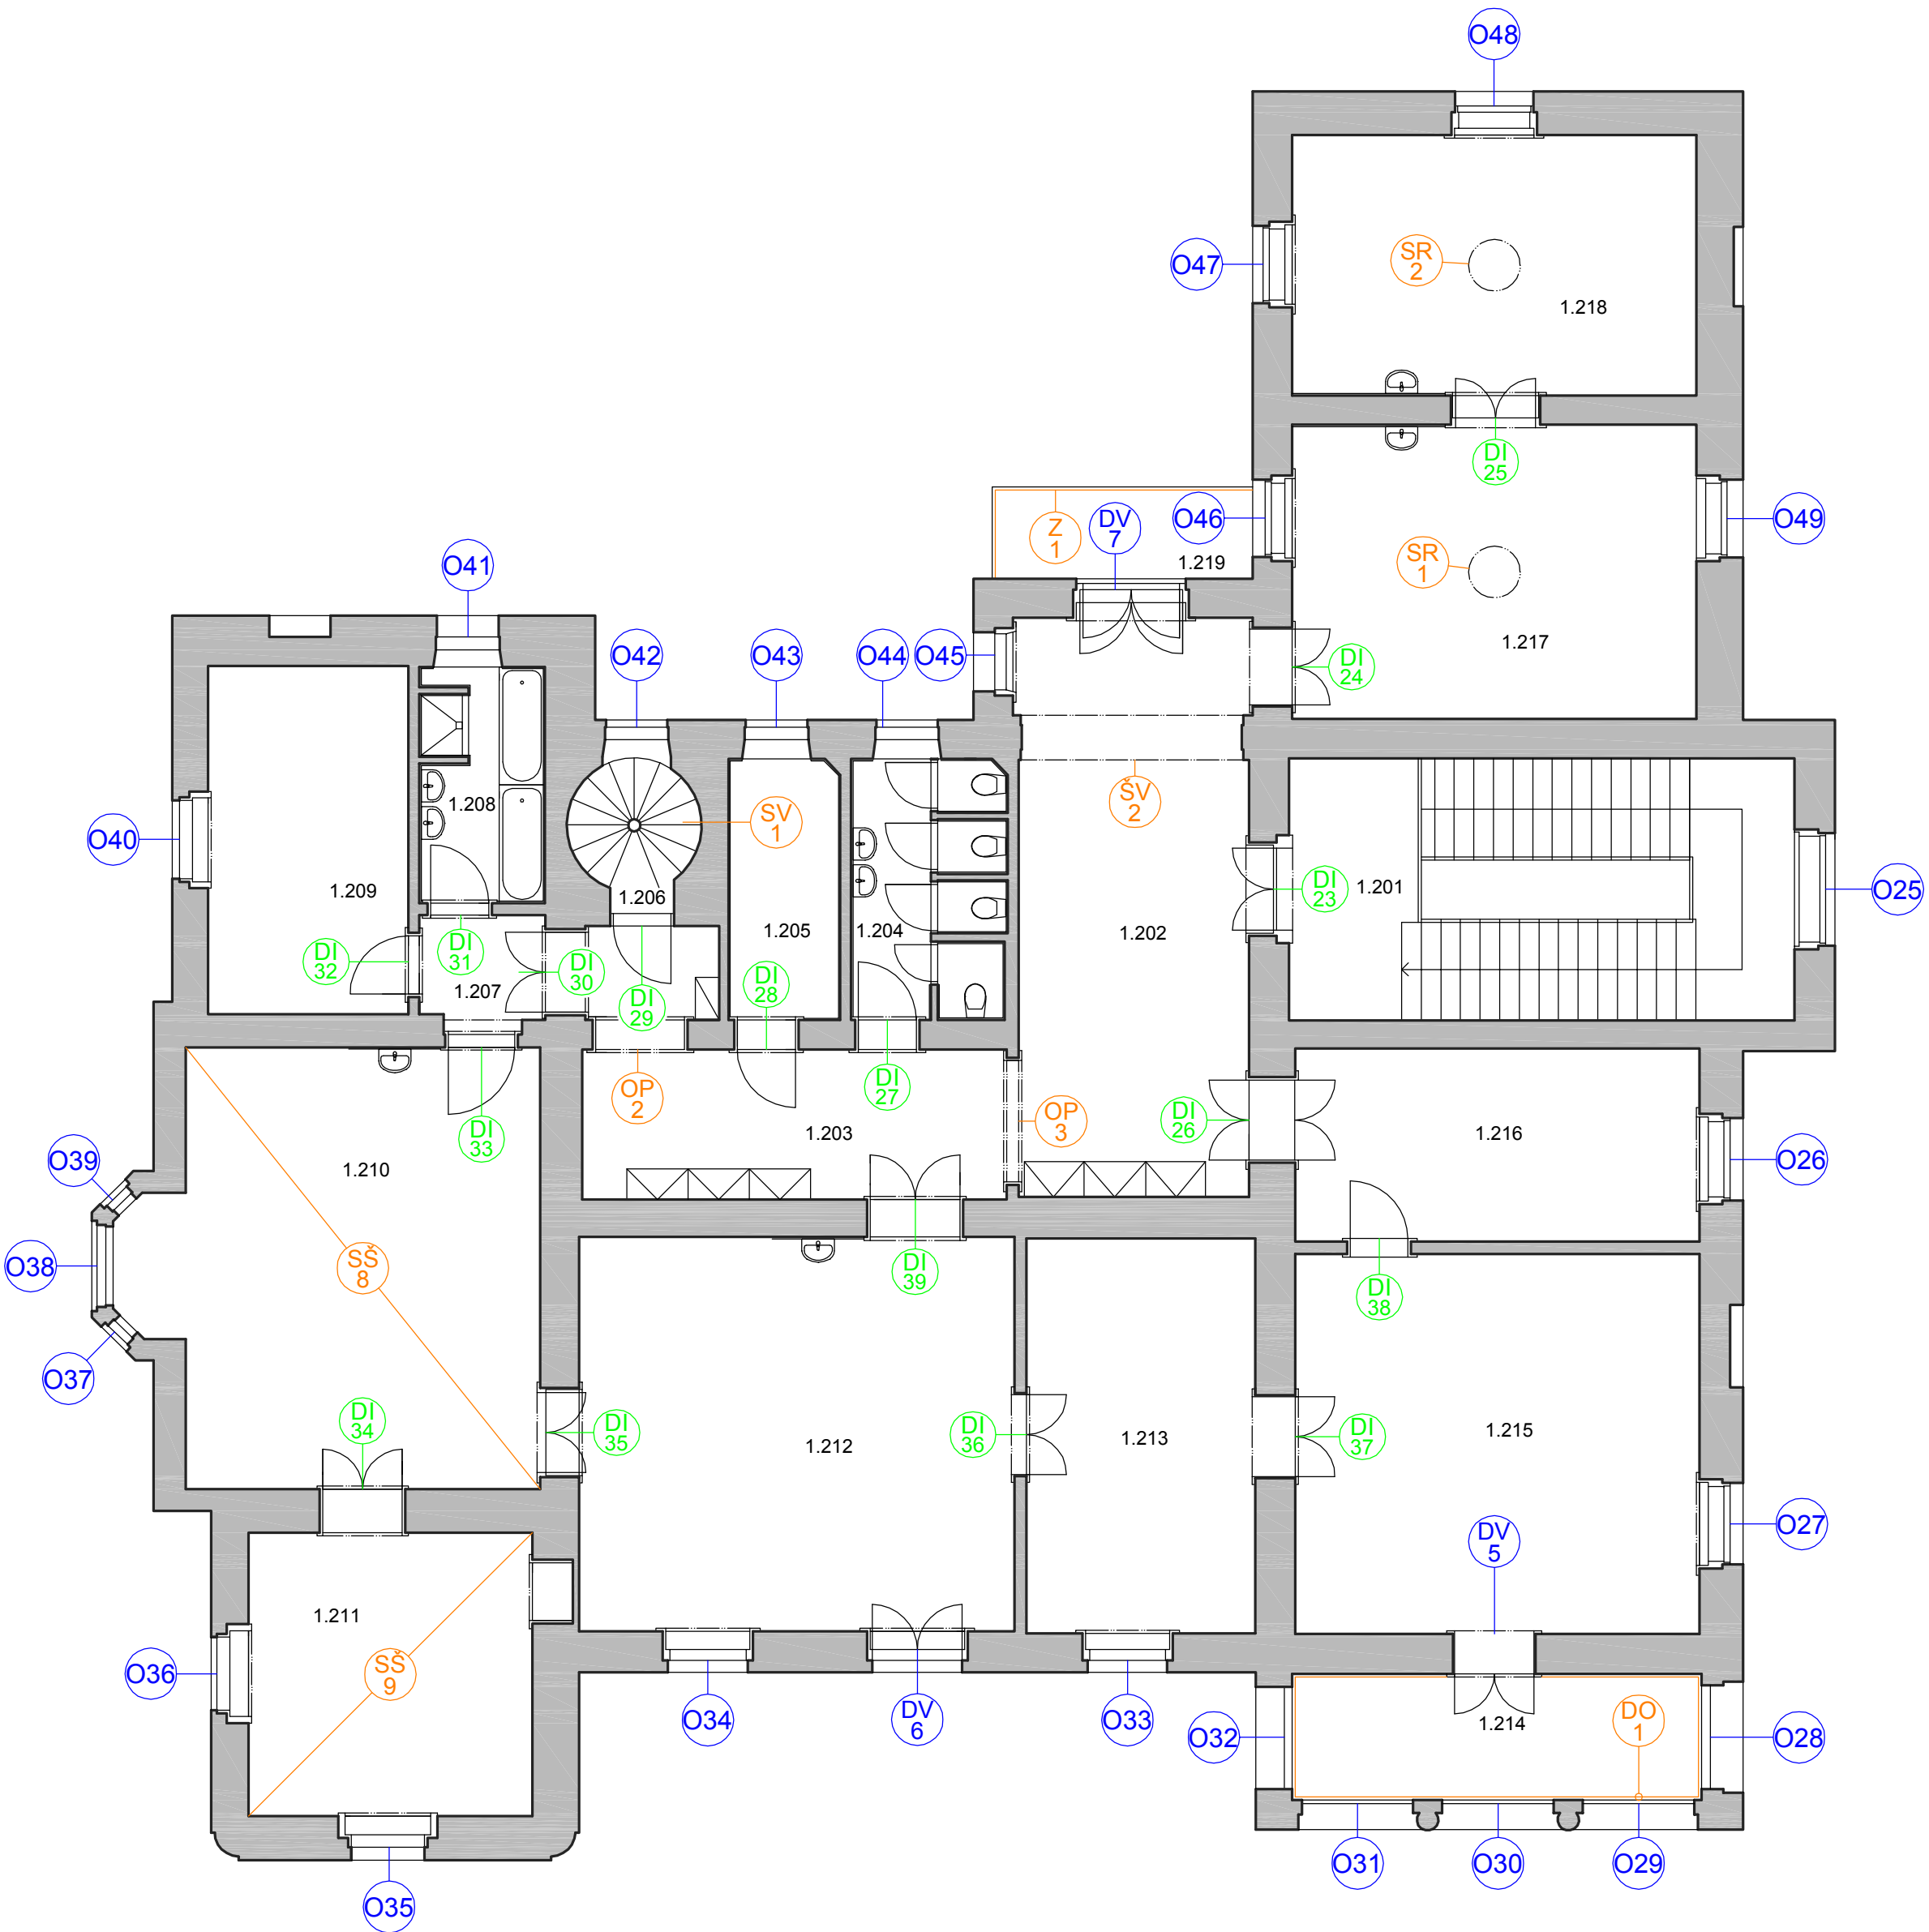 O48
O47
SR
2
1.218
DI
25
Z
1
DV
7
O46
O49
1.219
SR
1
O41
1.217
O42
O43
O44
O45
DI
24
1.208
SV
1
ŠV
2
O40
1.209
1.206
DI
23
1.201
O25
1.205
1.204
1.202
DI
32
DI
31
DI
30
1.207
DI
29
DI
28
DI
27
OP
2
OP
3
DI
26
DI
33
1.203
1.216
O39
1.210
O26
O38
SŠ
8
DI
39
DI
38
O37
DI
34
DI
35
1.212
DI
36
1.213
DI
37
1.215
DV
5
O27
1.211
O36
SŠ
9
O34
DV
6
O33
O32
1.214
DO
1
O28
O31
O30
O29
O35